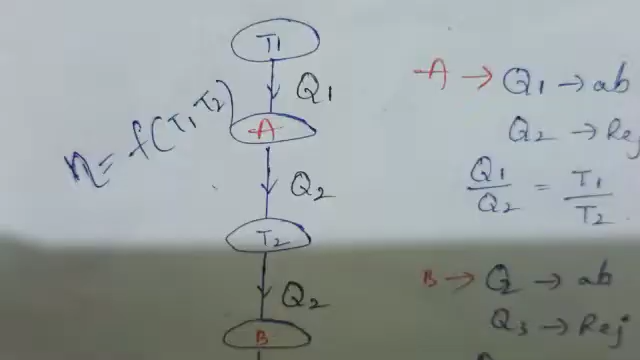 T1
Q1
η = f(T1 T2)
A
Q2
T2
Q2
B
A → Q1 → ab
Q2 → Rej
Q1/Q2 = T1/T2
B → Q2 → ab
Q3 → Rej